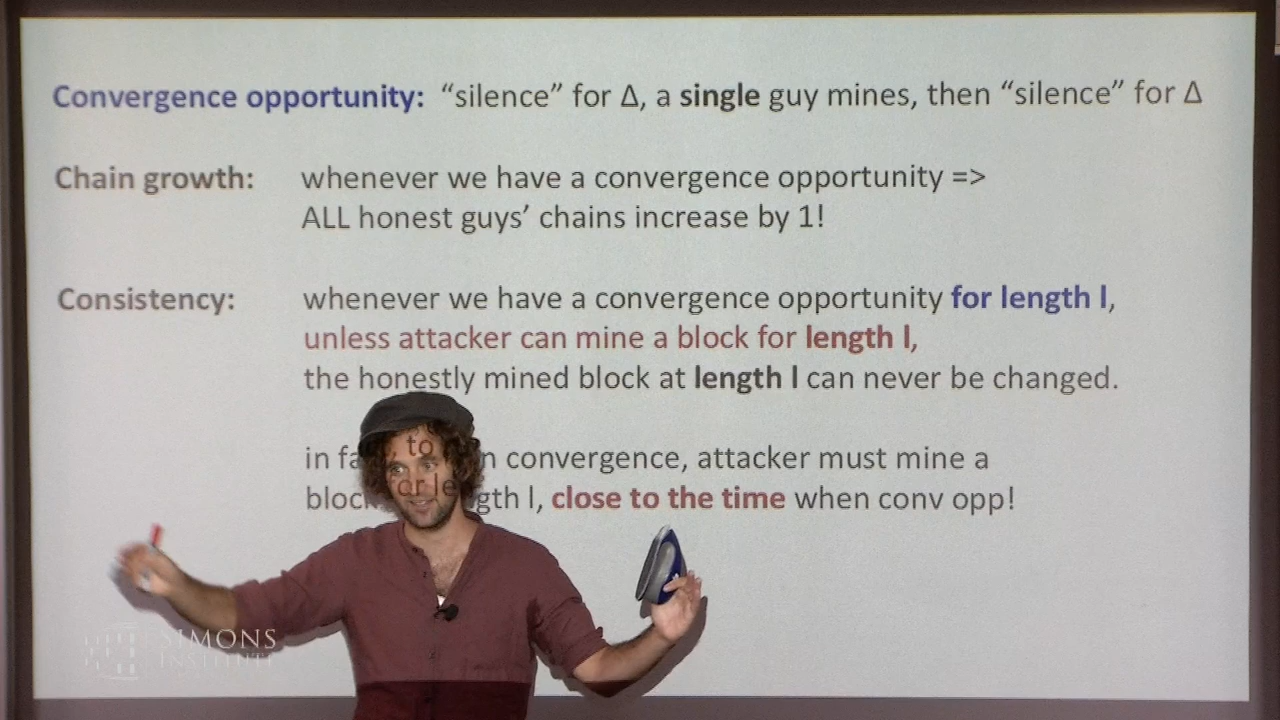 Convergence opportunity: “silence” for Δ, a single guy mines, then “silence” for Δ
Chain growth: whenever we have a convergence opportunity =>
ALL honest guys’ chains increase by 1!
Consistency: whenever we have a convergence opportunity for length l,
unless attacker can mine a block for length l,
the honestly mined block at length l can never be changed.
in to convergence, attacker must mine a
block length l, close to the time when conv opp!
SIMONS
INSTITUTE